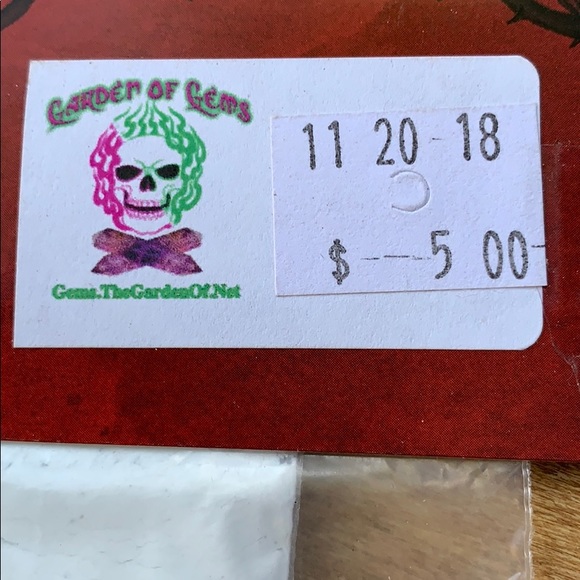 Garden of Gems
Gems.TheGardenOf.Net
11 20-18
$ -- 5 00-